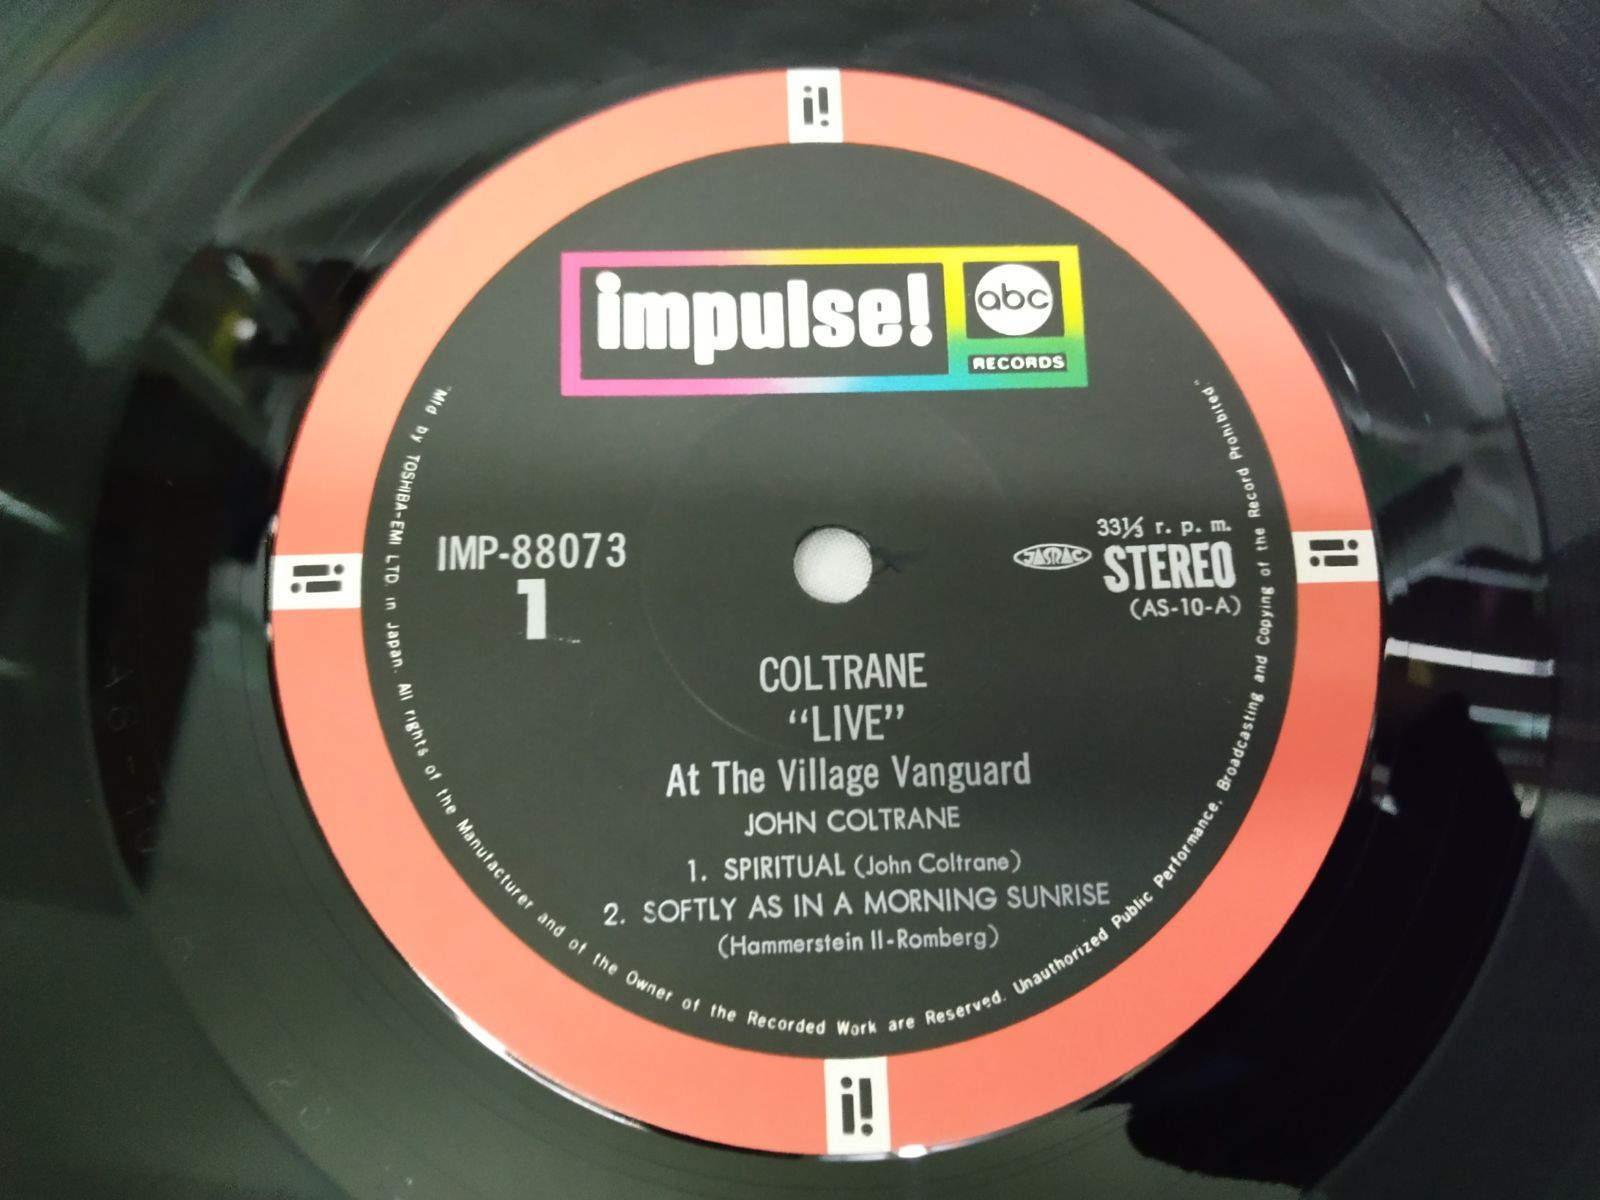 i!
impulse!
abc
RECORDS
IMP-88073
1
33⅓ r. p. m.
JASRAC
STEREO
(AS-10-A)
i!
i!
COLTRANE
“LIVE”
At The Village Vanguard
JOHN COLTRANE
1. SPIRITUAL (John Coltrane)
2. SOFTLY AS IN A MORNING SUNRISE
(Hammerstein II-Romberg)
"Mfd by TOSHIBA-EMI LTD. in Japan. All rights of the Manufacturer and of the Owner of the Recorded Work are Reserved. Unauthorized Public Performance, Broadcasting and Copying of the Record Prohibited"
i!